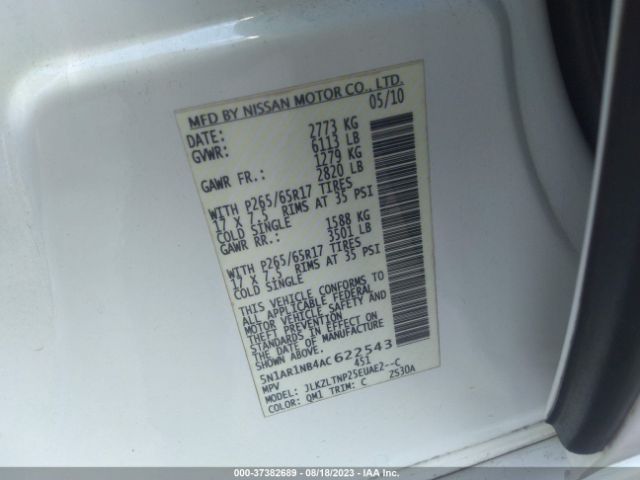 MFD BY NISSAN MOTOR CO., LTD.
DATE: 05/10
GVWR: 2773 KG
6113 LB
GAWR FR.: 1279 KG
2820 LB
WITH P265/65R17 TIRES
17 X 7.5 RIMS AT 35 PSI
COLD SINGLE
GAWR RR.: 1588 KG
3501 LB
WITH P265/65R17 TIRES
17 X 7.5 RIMS AT 35 PSI
COLD SINGLE
THIS VEHICLE CONFORMS TO
ALL APPLICABLE FEDERAL
MOTOR VEHICLE SAFETY AND
THEFT PREVENTION
STANDARDS IN EFFECT ON
THE DATE OF MANUFACTURE
5N1AR1NB4AC622543
MPV 451
MODEL: JLKZLTNP25EUAE2--C
COLOR: QM1 TRIM: C ZS30A
000-37382689 - 08/18/2023 - IAA Inc.